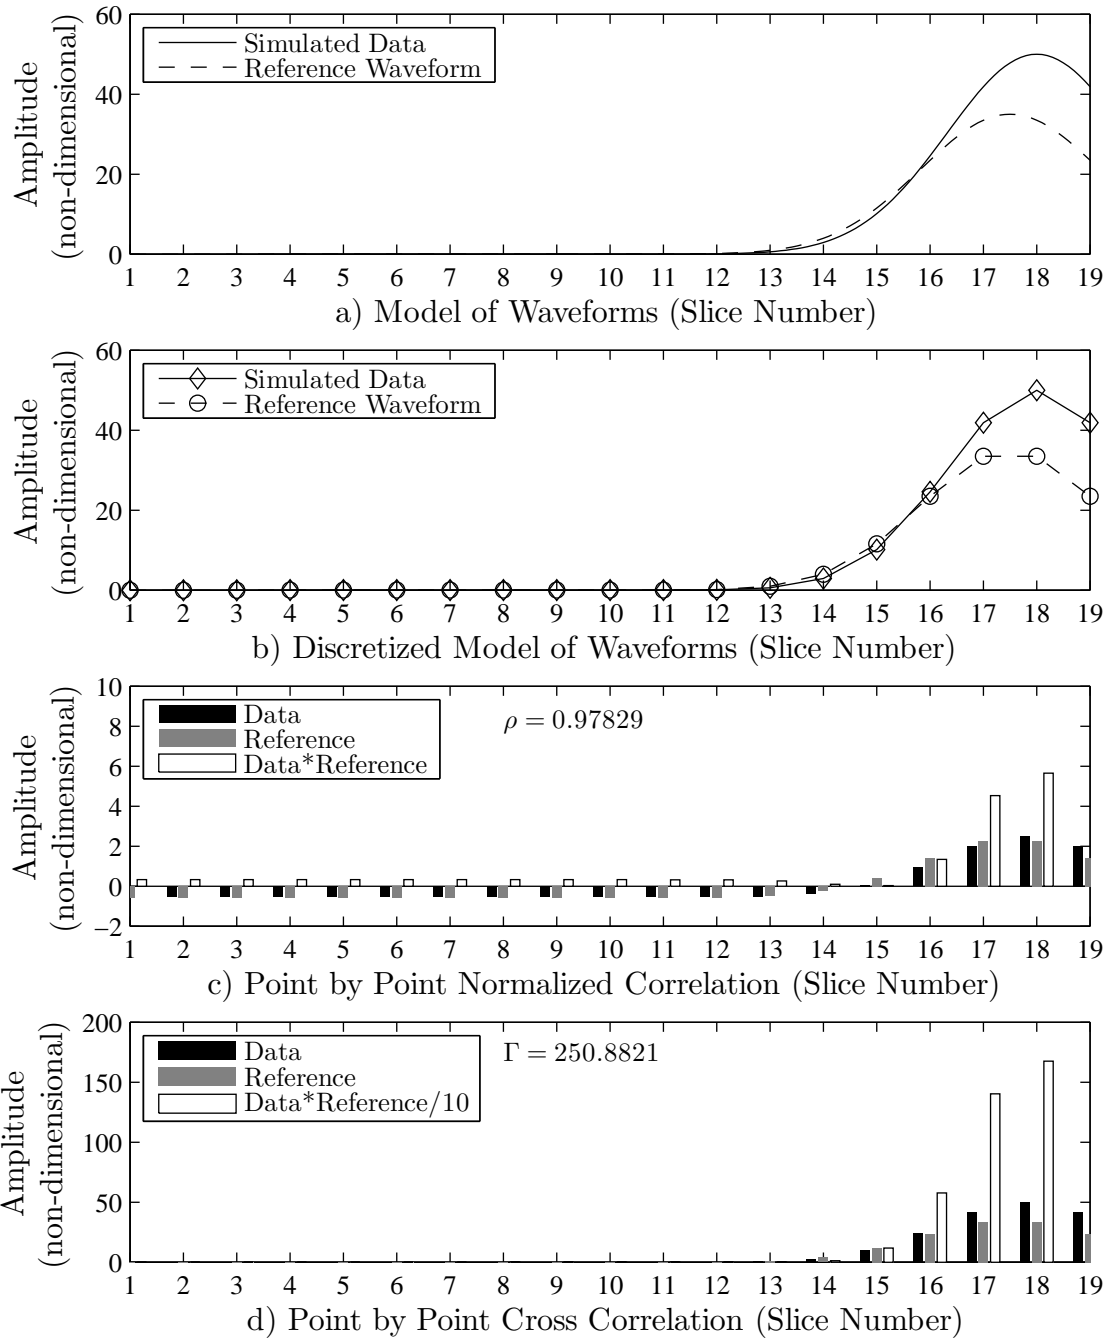 Amplitude
(non-dimensional)
60
40
20
0
Simulated Data
Reference Waveform
1 2 3 4 5 6 7 8 9 10 11 12 13 14 15 16 17 18 19
a) Model of Waveforms (Slice Number)
Amplitude
(non-dimensional)
60
40
20
0
Simulated Data
Reference Waveform
1 2 3 4 5 6 7 8 9 10 11 12 13 14 15 16 17 18 19
b) Discretized Model of Waveforms (Slice Number)
Amplitude
(non-dimensional)
10
8
6
4
2
0
−2
Data
Reference
Data*Reference
ρ = 0.97829
1 2 3 4 5 6 7 8 9 10 11 12 13 14 15 16 17 18 19
c) Point by Point Normalized Correlation (Slice Number)
Amplitude
(non-dimensional)
200
150
100
50
0
Data
Reference
Data*Reference/10
Γ = 250.8821
1 2 3 4 5 6 7 8 9 10 11 12 13 14 15 16 17 18 19
d) Point by Point Cross Correlation (Slice Number)